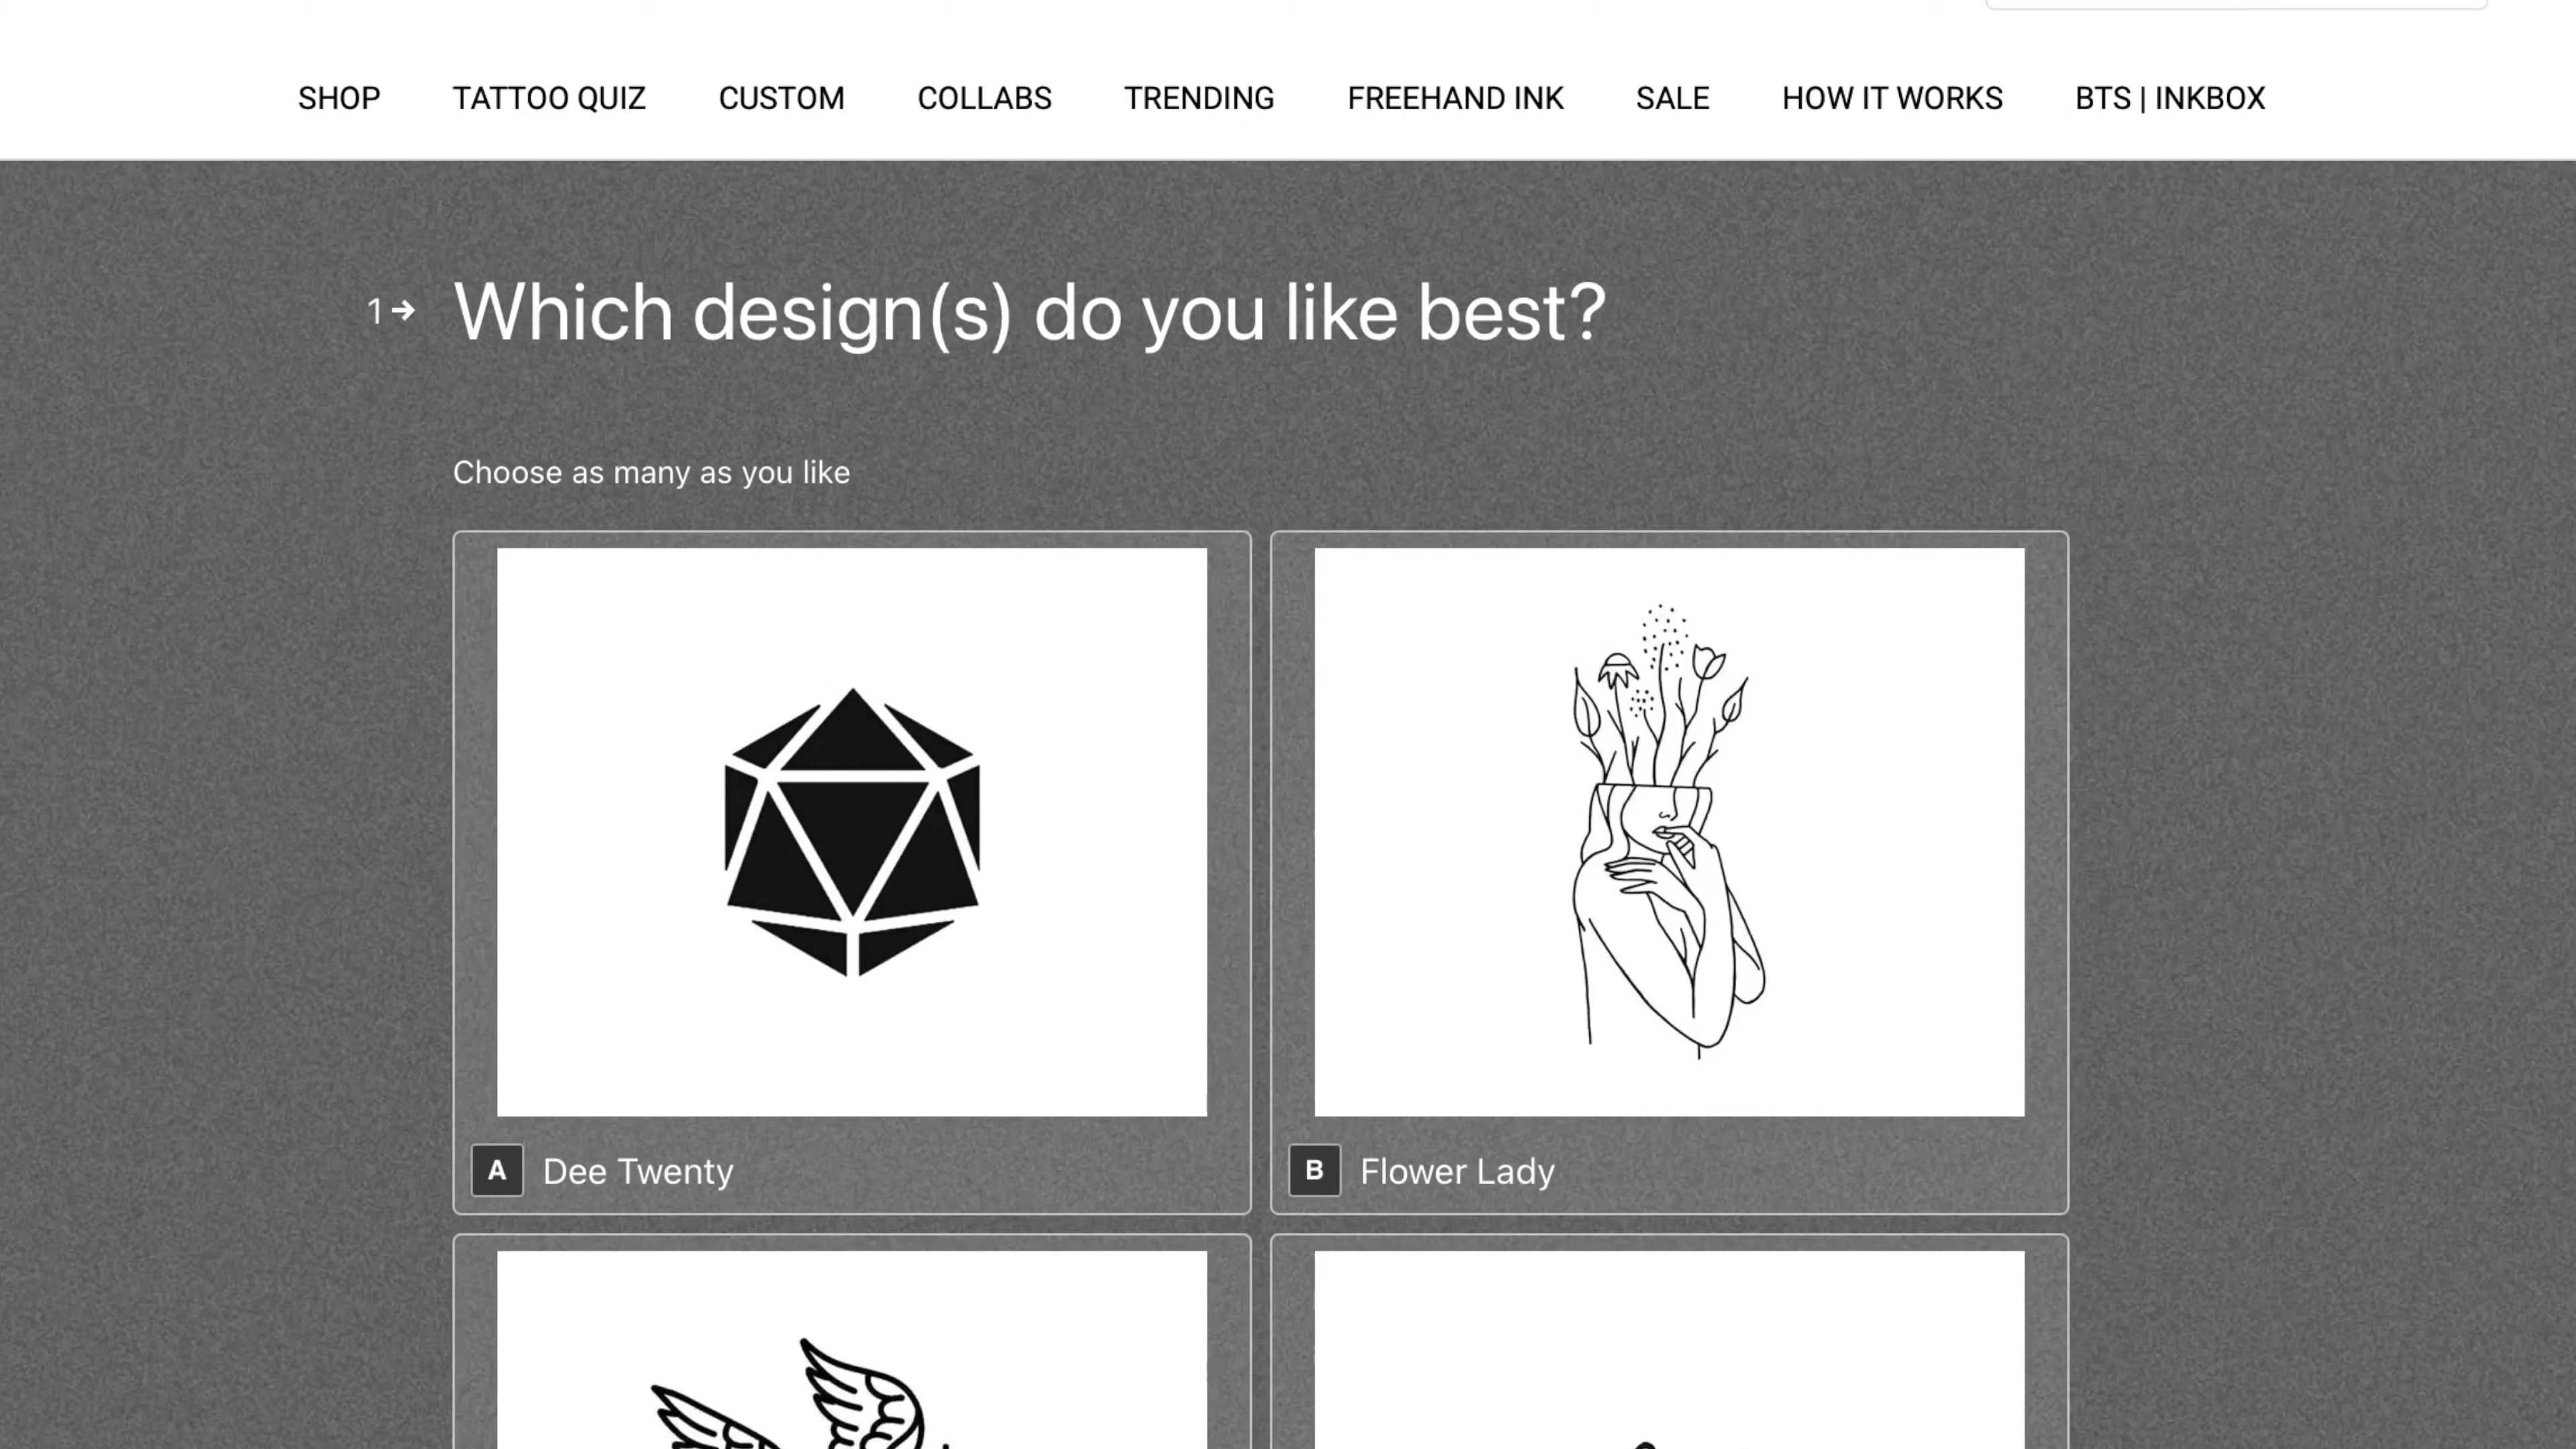 SHOP TATTOO QUIZ CUSTOM COLLABS TRENDING FREEHAND INK SALE HOW IT WORKS BTS | INKBOX
1 Which design(s) do you like best?
Choose as many as you like
A Dee Twenty
B Flower Lady